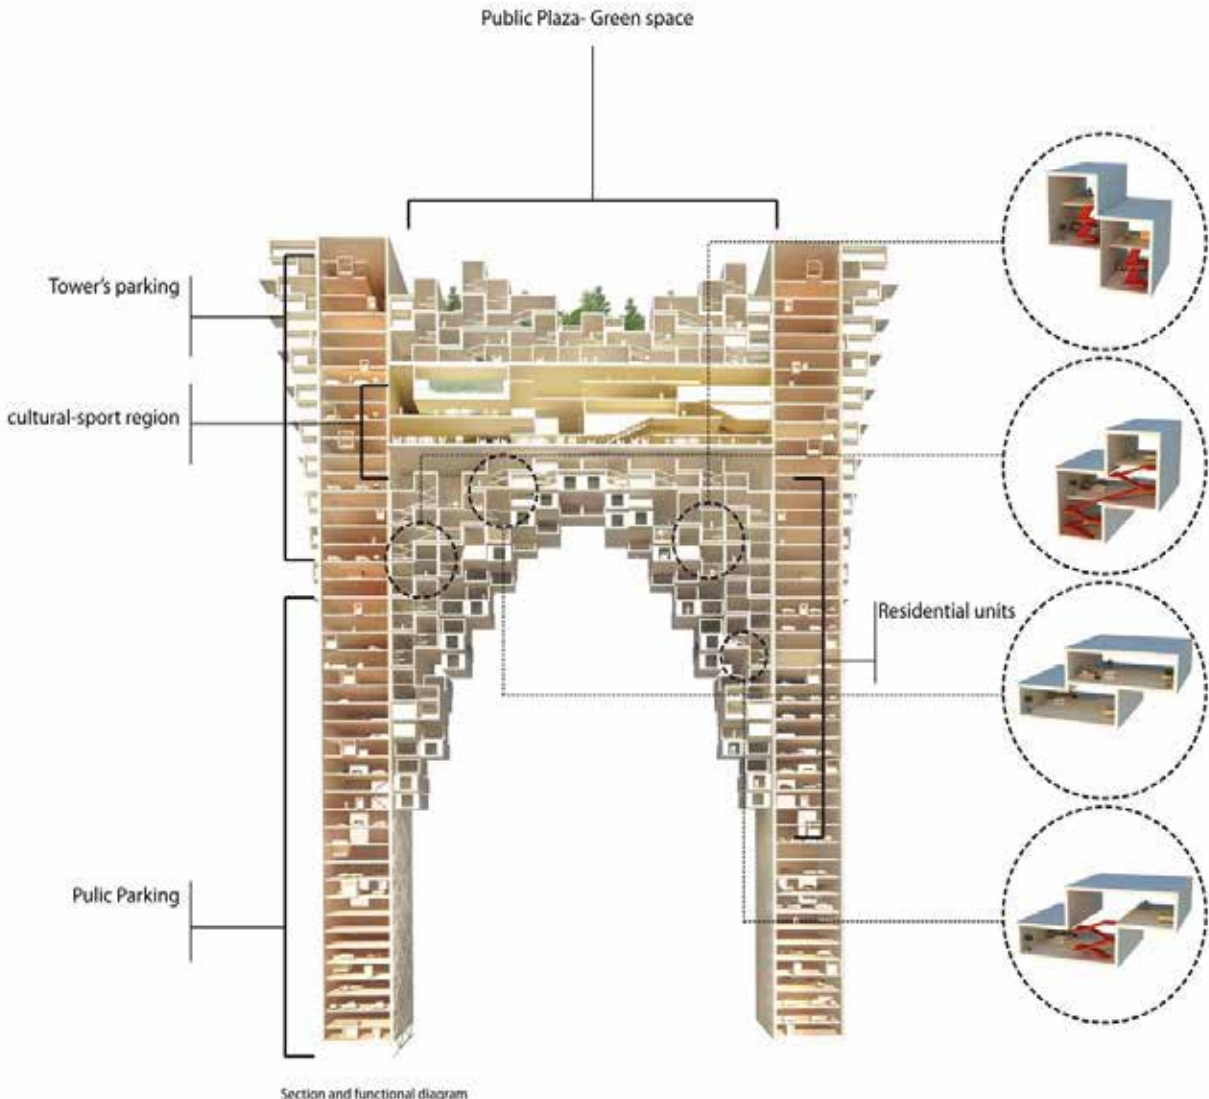 Public Plaza- Green space
Tower's parking
cultural-sport region
Residential units
Pulic Parking
Section and functional diagram